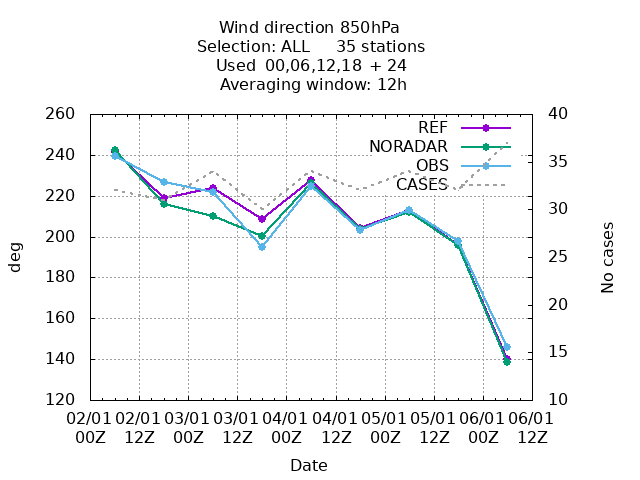 Wind direction 850hPa
Selection: ALL 35 stations
Used 00,06,12,18 + 24
Averaging window: 12h
260 40
REF
NORADAR
OBS
CASES
240 35
220
200 30
180 25
160 20
140 15
120 10
deg
No cases
02/01 02/01 03/01 03/01 04/01 04/01 05/01 05/01 06/01 06/01
00Z 12Z 00Z 12Z 00Z 12Z 00Z 12Z 00Z 12Z
Date